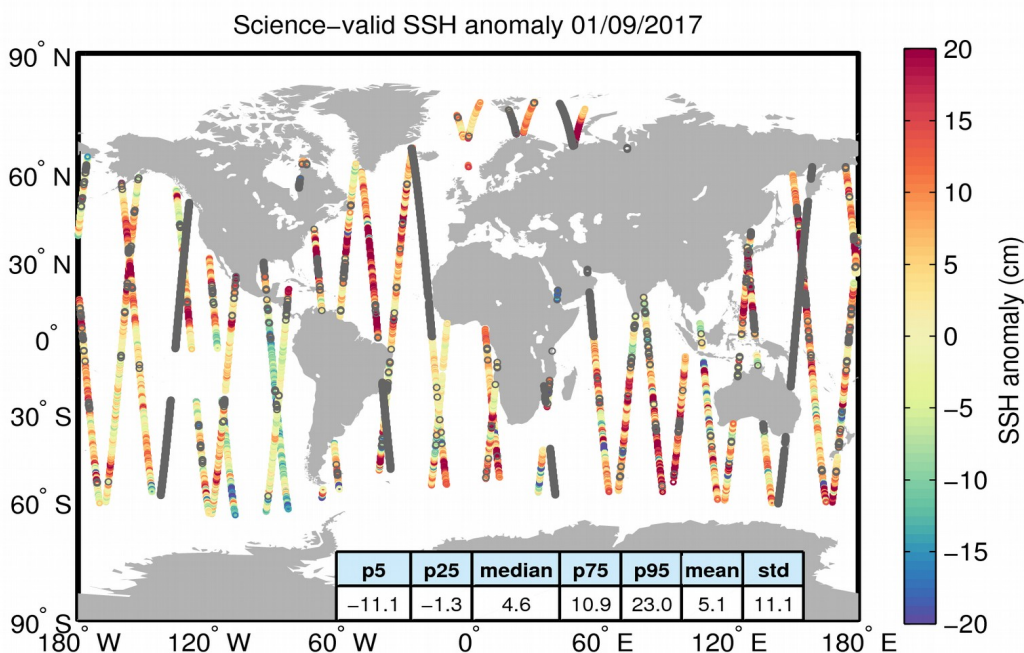 Science−valid SSH anomaly 01/09/2017
90° N
60° N
30° N
0°
30° S
60° S
90° S
180° W
120° W
60° W
0°
60° E
120° E
180° E
p5 p25 median p75 p95 mean std
−11.1 −1.3 4.6 10.9 23.0 5.1 11.1
20
15
10
5
0
−5
−10
−15
−20
SSH anomaly (cm)